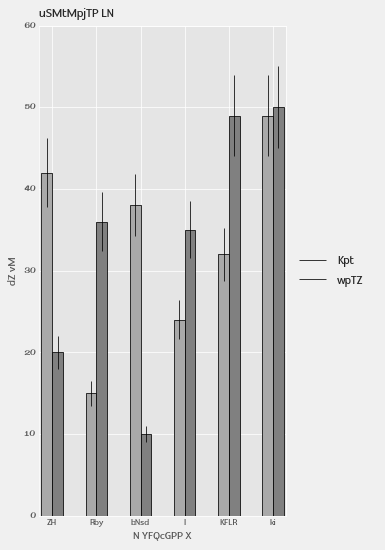 uSMtMpjTP LN
60
50
40
30
20
10
0
dZ vM
ZH Rby bNsd I KFLR ki
N YFQcGPP X
Kpt
wpTZ